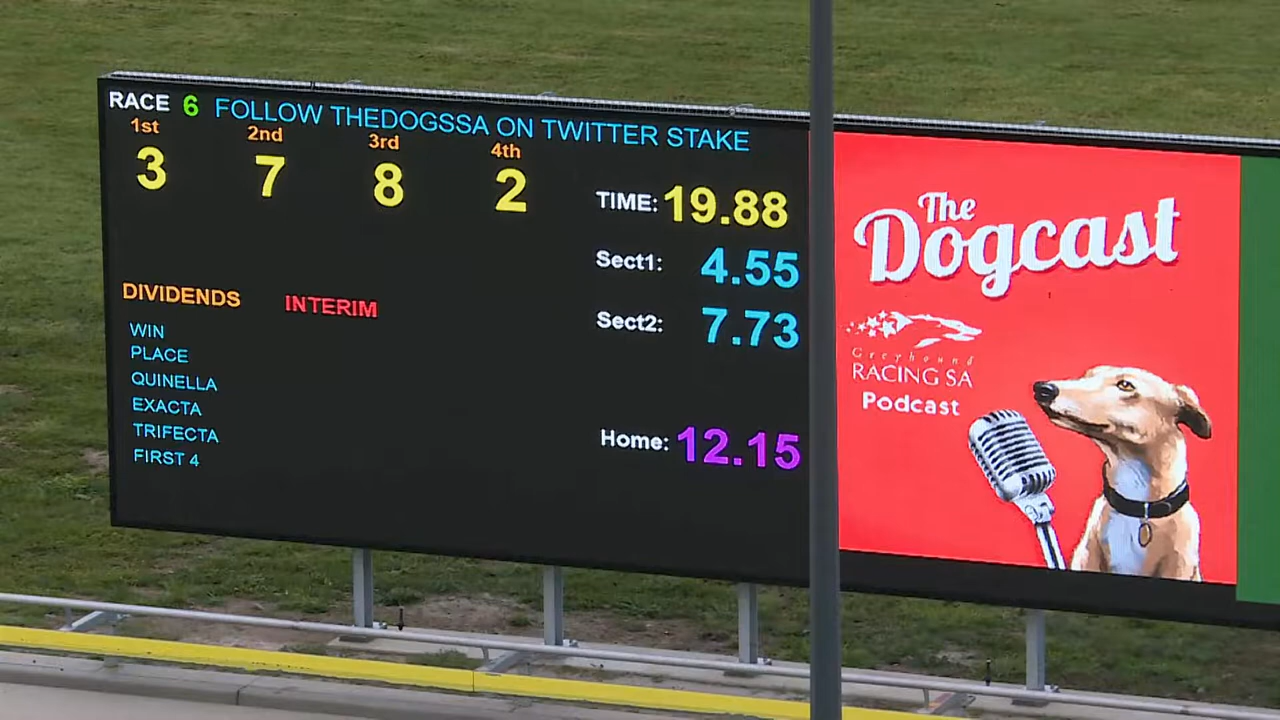 RACE 6 FOLLOW THEDOGSSA ON TWITTER STAKE
1st 2nd 3rd 4th
3 7 8 2
TIME: 19.88
Sect1: 4.55
Sect2: 7.73
Home: 12.15
DIVIDENDS INTERIM
WIN
PLACE
QUINELLA
EXACTA
TRIFECTA
FIRST 4
The
Dogcast
Greyhound
RACING SA
Podcast